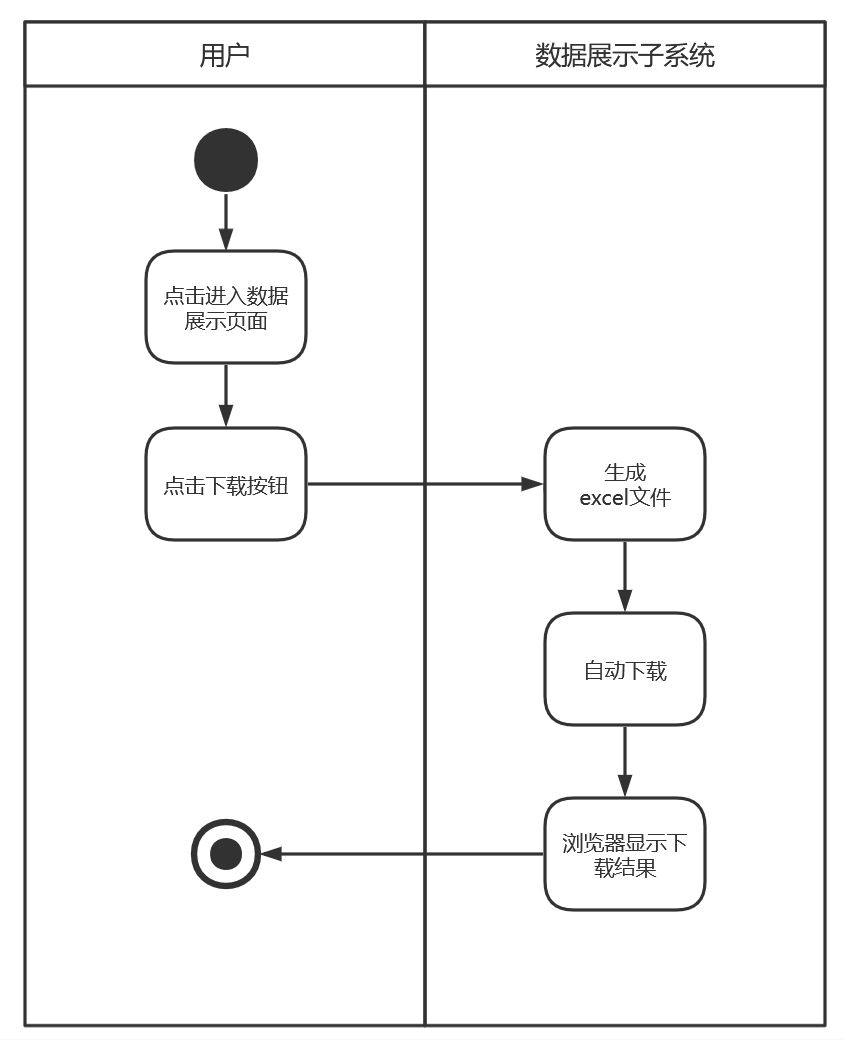 用户
数据展示子系统
点击进入数据
展示页面
点击下载按钮
生成
excel文件
自动下载
浏览器显示下
载结果